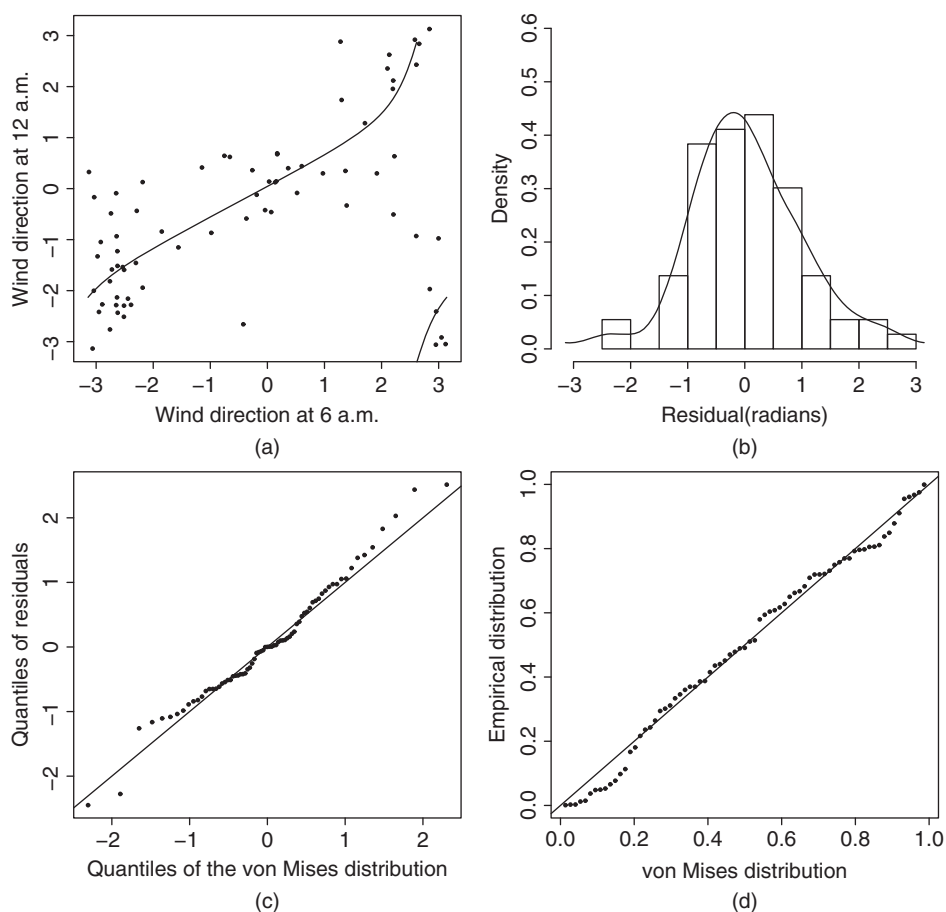 3
2
1
0
−1
−2
−3
Wind direction at 12 a.m.
−3 −2 −1 0 1 2 3
Wind direction at 6 a.m.
(a)
0.6
0.5
0.4
0.3
0.2
0.1
0.0
Density
−3 −2 −1 0 1 2 3
Residual(radians)
(b)
2
1
0
−1
−2
Quantiles of residuals
−2 −1 0 1 2
Quantiles of the von Mises distribution
(c)
1.0
0.8
0.6
0.4
0.2
0.0
Empirical distribution
0.0 0.2 0.4 0.6 0.8 1.0
von Mises distribution
(d)